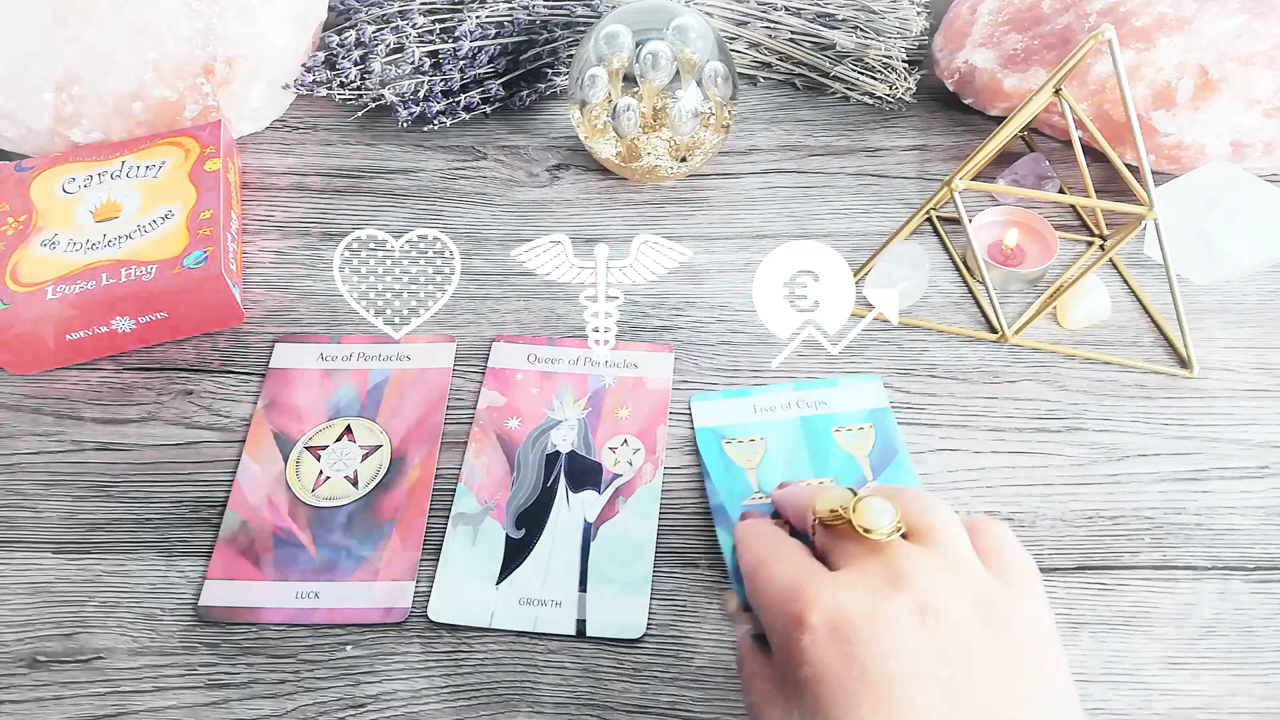 Carduri
de înțelepciune
Louise L. Hay
ADEVĂR DIVIN
€
Ace of Pentacles
Queen of Pentacles
Five of Cups
LUCK
GROWTH